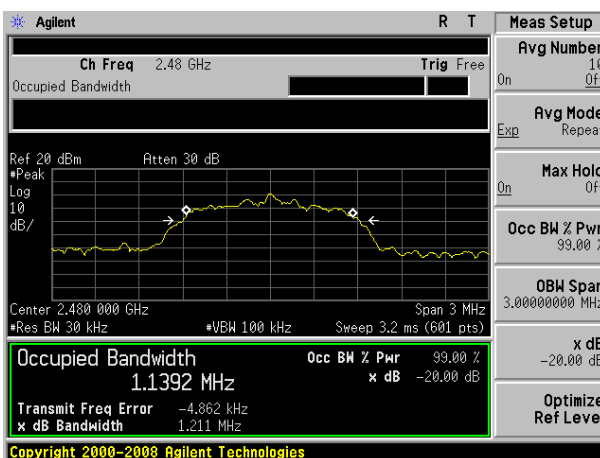 Agilent R T
Ch Freq 2.48 GHz Trig Free
Occupied Bandwidth
Ref 20 dBm Atten 30 dB
#Peak
Log
10
dB/
Center 2.480 000 GHz Span 3 MHz
#Res BW 30 kHz #VBW 100 kHz Sweep 3.2 ms (601 pts)
Occupied Bandwidth Occ BW % Pwr 99.00 %
1.1392 MHz x dB -20.00 dB
Transmit Freq Error -4.862 kHz
x dB Bandwidth 1.211 MHz
Copyright 2000-2008 Agilent Technologies
Meas Setup
Avg Number
10
On Off
Avg Mode
Exp Repeat
Max Hold
On Off
Occ BW % Pwr
99.00 %
OBW Span
3.00000000 MHz
x dB
-20.00 dB
Optimize
Ref Level